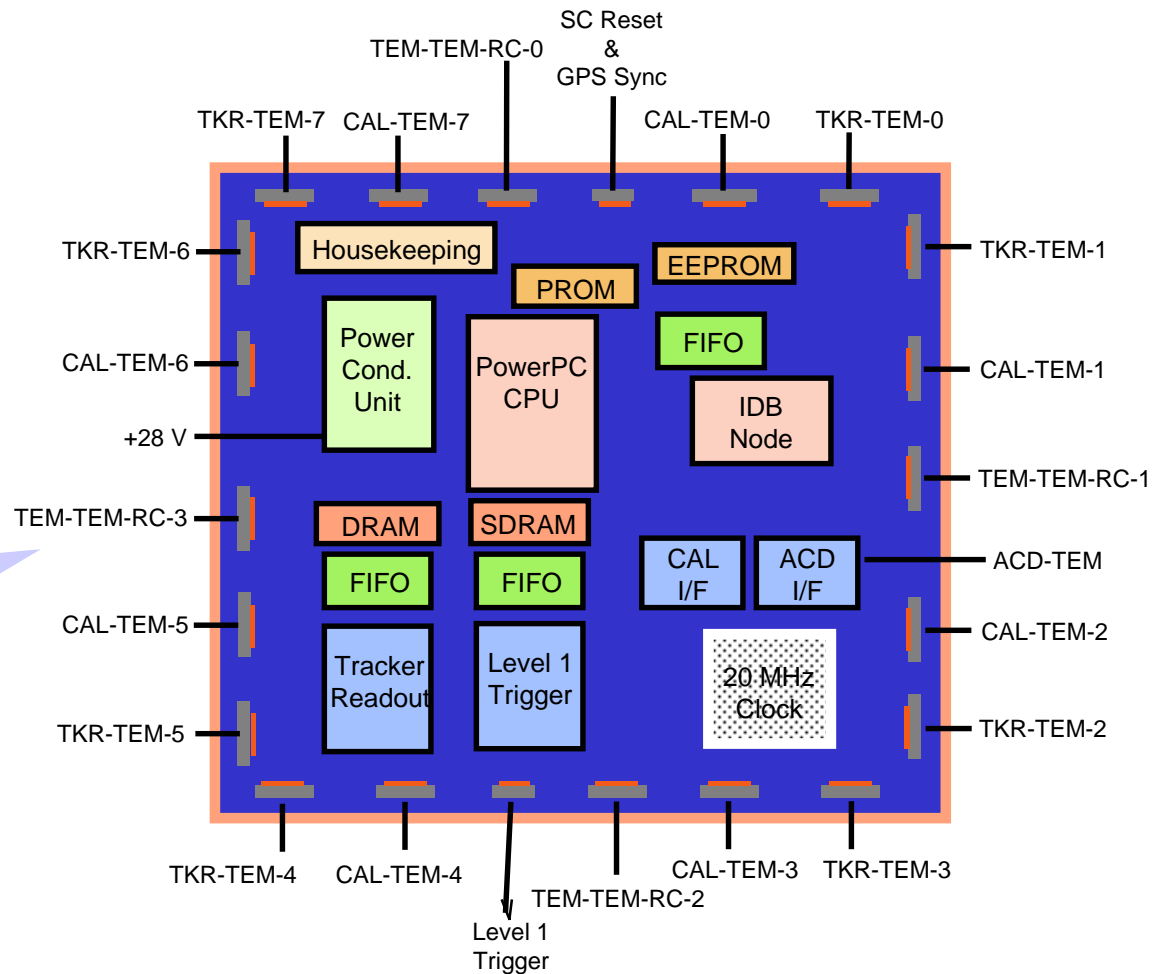 SC Reset
&
GPS Sync
TEM-TEM-RC-0
TKR-TEM-7
CAL-TEM-7
CAL-TEM-0
TKR-TEM-0
TKR-TEM-6
Housekeeping
EEPROM
TKR-TEM-1
PROM
CAL-TEM-6
Power
Cond.
Unit
PowerPC
CPU
FIFO
CAL-TEM-1
IDB
Node
+28 V
TEM-TEM-RC-1
TEM-TEM-RC-3
DRAM
SDRAM
FIFO
FIFO
CAL
I/F
ACD
I/F
ACD-TEM
CAL-TEM-5
CAL-TEM-2
Tracker
Readout
Level 1
Trigger
20 MHz
Clock
TKR-TEM-5
TKR-TEM-2
TKR-TEM-4
CAL-TEM-4
CAL-TEM-3
TKR-TEM-3
TEM-TEM-RC-2
Level 1
Trigger